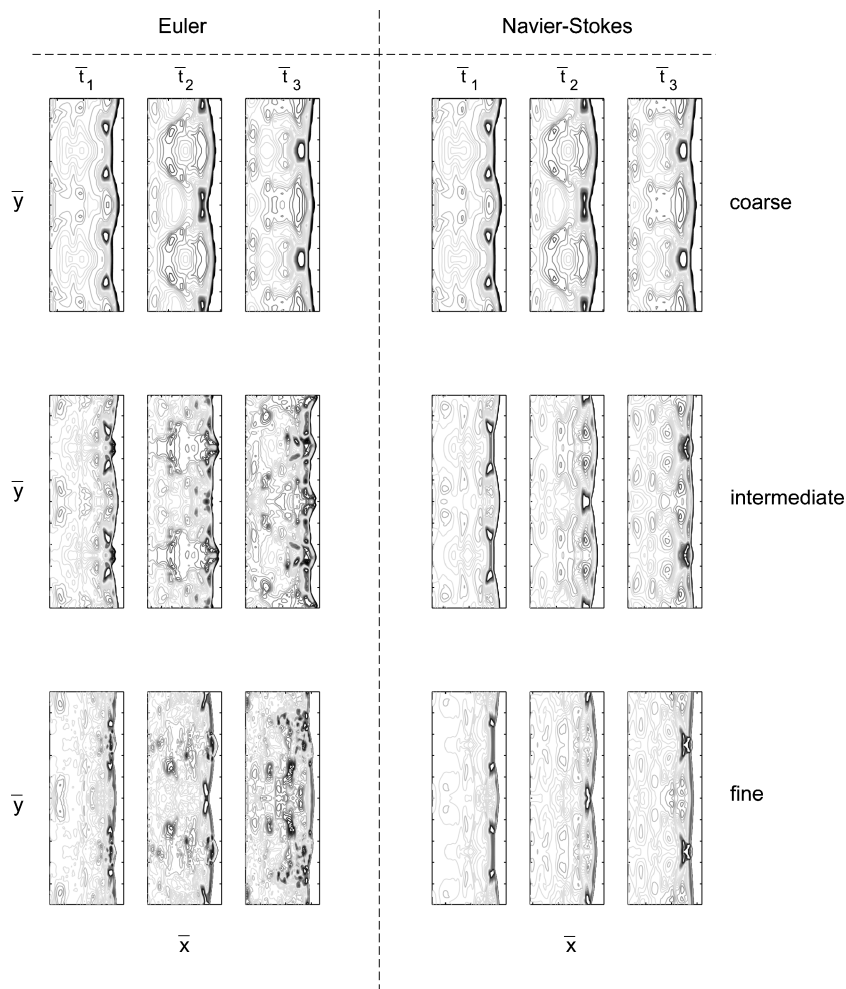 Euler Navier-Stokes
t̅ 1 t̅ 2 t̅ 3 t̅ 1 t̅ 2 t̅ 3
y̅ coarse
y̅ intermediate
y̅ fine
x̅ x̅